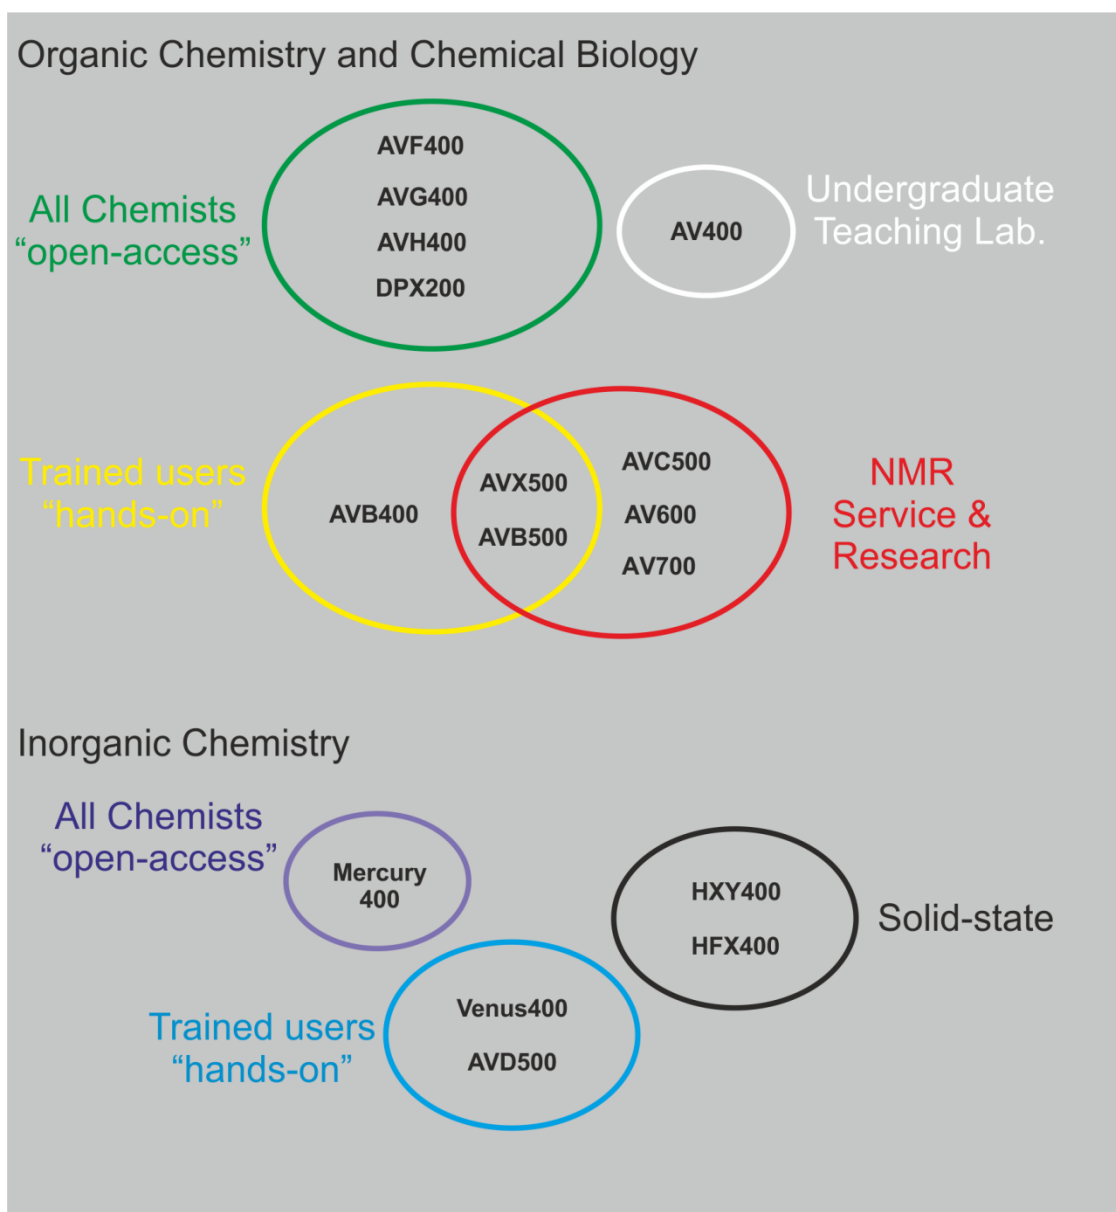 Organic Chemistry and Chemical Biology
All Chemists
“open-access”
AVF400
AVG400
AVH400
DPX200
AV400
Undergraduate
Teaching Lab.
Trained users
“hands-on”
AVB400
AVX500
AVB500
AVC500
AV600
AV700
NMR
Service &
Research
Inorganic Chemistry
All Chemists
“open-access”
Mercury
400
HXY400
HFX400
Solid-state
Trained users
“hands-on”
Venus400
AVD500